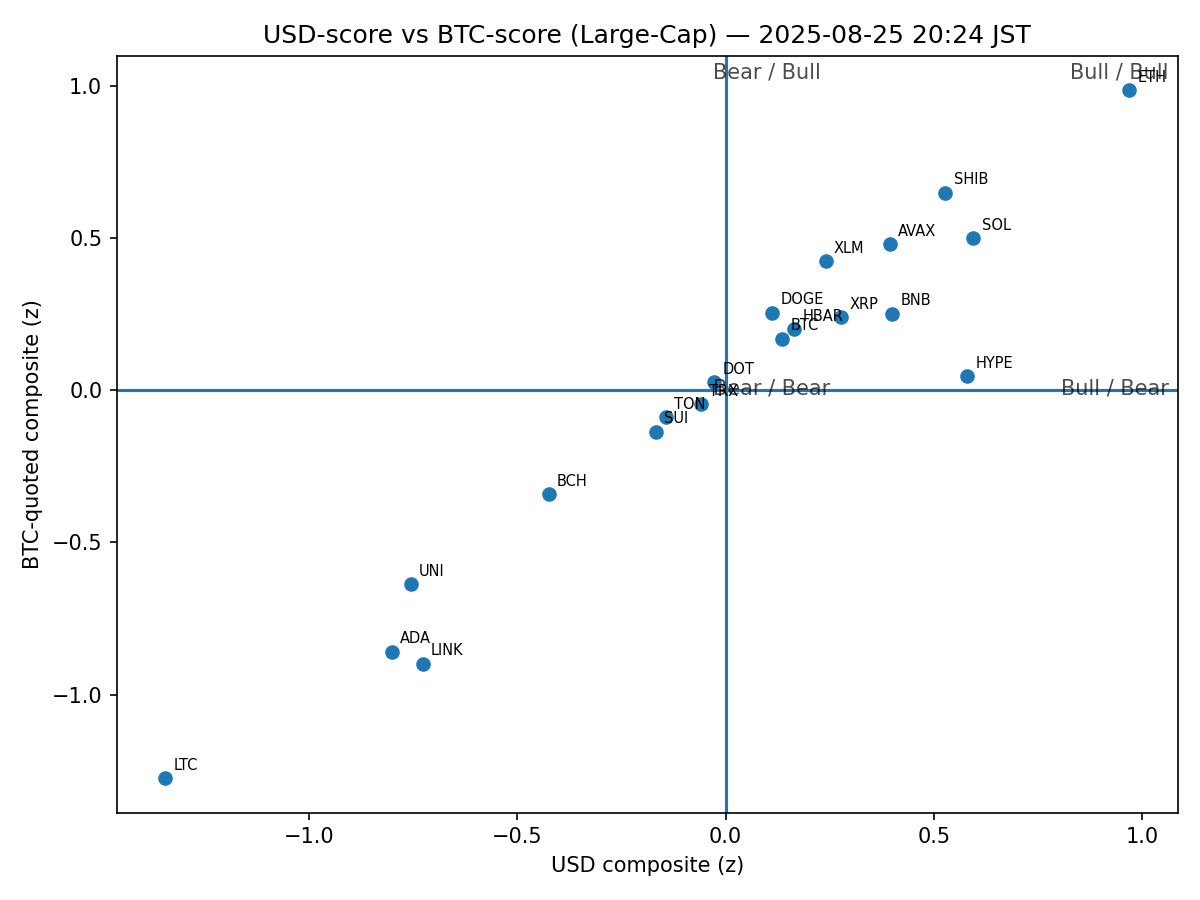 USD-score vs BTC-score (Large-Cap) — 2025-08-25 20:24 JST
Bear / Bull
Bull / Bull
ETH
1.0
SHIB
SOL
AVAX
0.5
XLM
DOGE
XRP
BNB
HBAR
BTC
HYPE
DOT
0.0
Bear / Bear
Bull / Bear
TRX
TON
SUI
BCH
−0.5
UNI
ADA
LINK
−1.0
LTC
BTC-quoted composite (z)
−1.0
−0.5
0.0
0.5
1.0
USD composite (z)